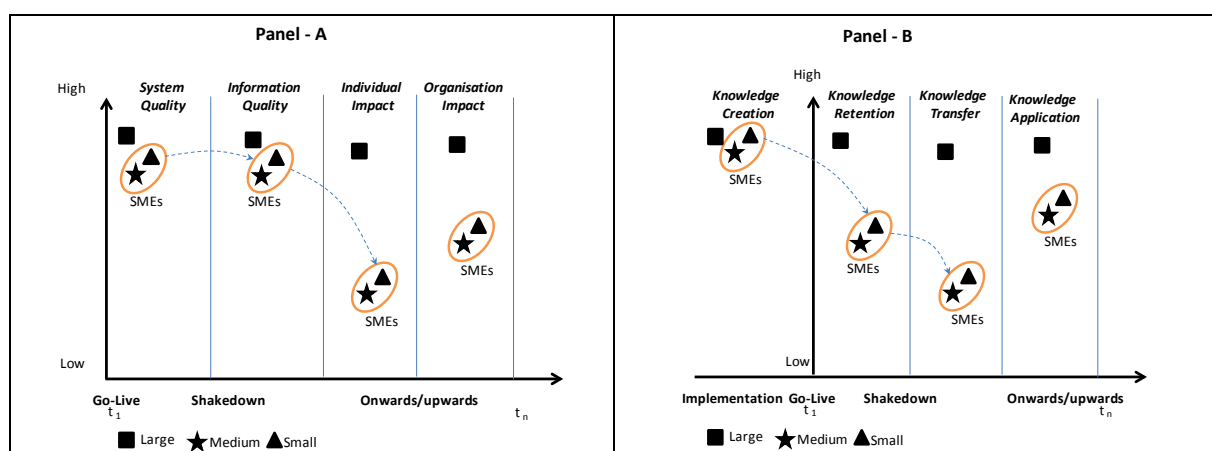 Panel - A
High
System Quality
Information Quality
Individual Impact
Organisation Impact
SMEs
SMEs
SMEs
SMEs
Low
Go-Live
t1
Shakedown
Onwards/upwards
tn
Large
Medium
Small
Panel - B
High
Knowledge Creation
Knowledge Retention
Knowledge Transfer
Knowledge Application
SMEs
SMEs
SMEs
SMEs
Low
Implementation
Go-Live
t1
Shakedown
Onwards/upwards
tn
Large
Medium
Small